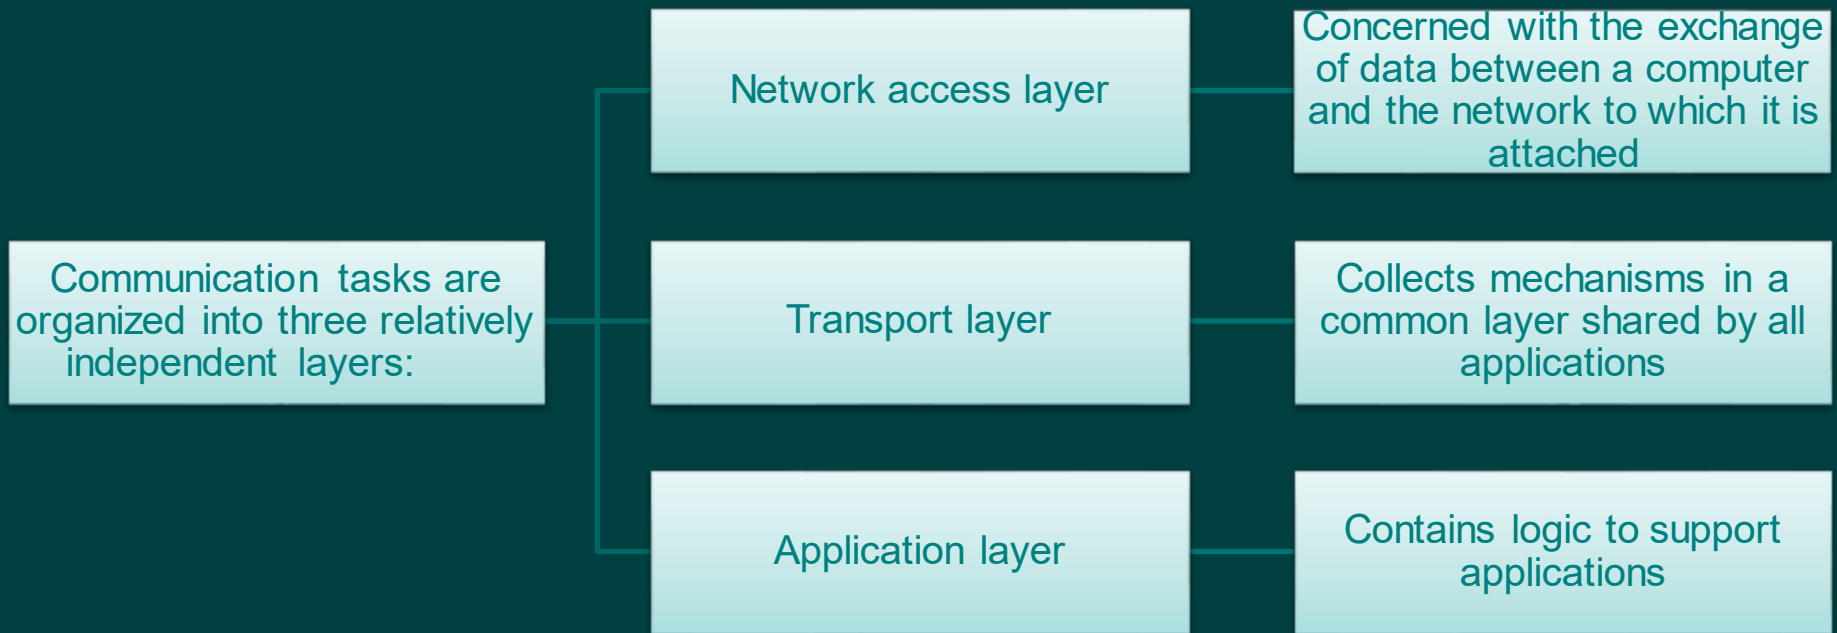 Communication tasks are
organized into three relatively
independent layers:
Network access layer
Concerned with the exchange
of data between a computer
and the network to which it is
attached
Transport layer
Collects mechanisms in a
common layer shared by all
applications
Application layer
Contains logic to support
applications